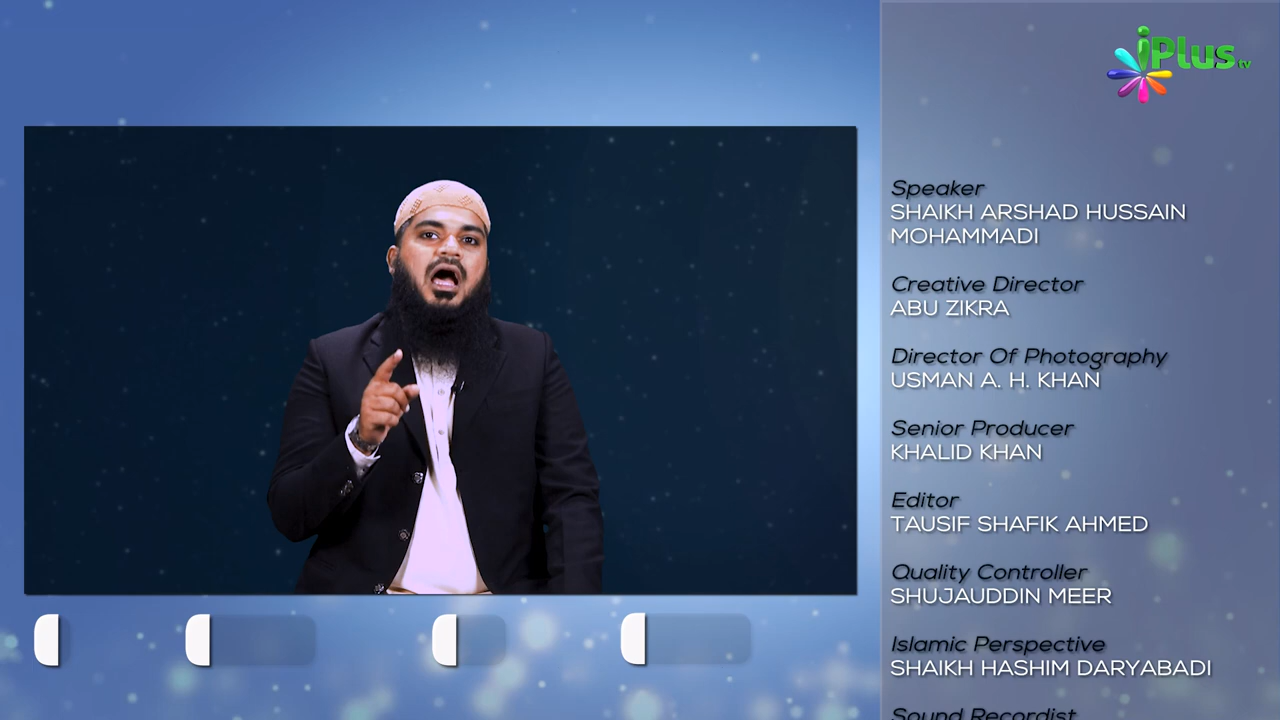 iPlus tv
Speaker
SHAIKH ARSHAD HUSSAIN
MOHAMMADI
Creative Director
ABU ZIKRA
Director Of Photography
USMAN A. H. KHAN
Senior Producer
KHALID KHAN
Editor
TAUSIF SHAFIK AHMED
Quality Controller
SHUJAUDDIN MEER
Islamic Perspective
SHAIKH HASHIM DARYABADI
Sound Recordist